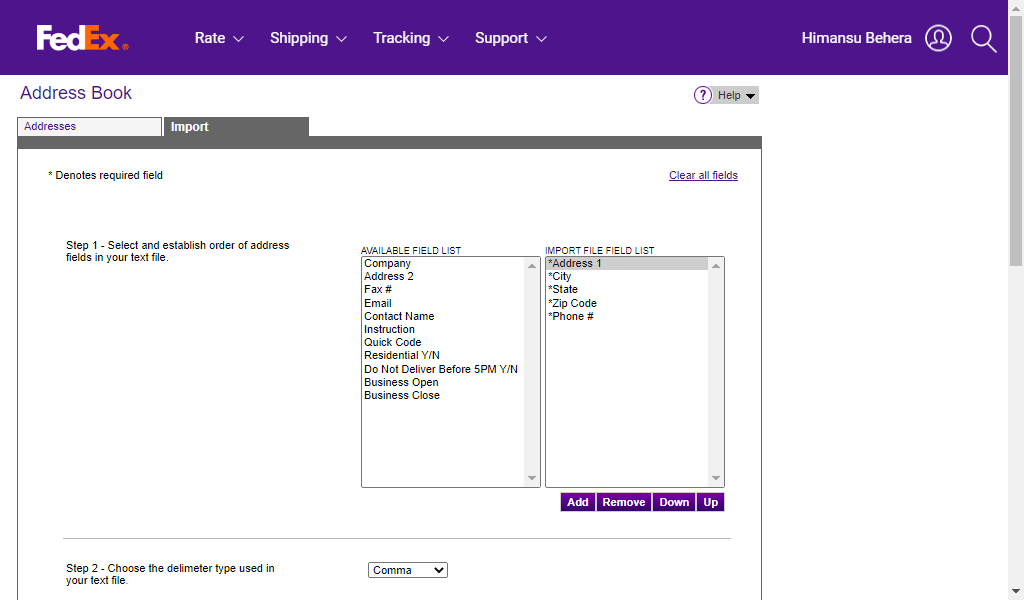 FedEx®
Rate Shipping Tracking Support Himansu Behera
Address Book
? Help
Addresses Import
* Denotes required field Clear all fields
Step 1 - Select and establish order of address
fields in your text file.
AVAILABLE FIELD LIST
Company
Address 2
Fax #
Email
Contact Name
Instruction
Quick Code
Residential Y/N
Do Not Deliver Before 5PM Y/N
Business Open
Business Close
IMPORT FILE FIELD LIST
*Address 1
*City
*State
*Zip Code
*Phone #
Add Remove Down Up
Step 2 - Choose the delimeter type used in
your text file.
Comma